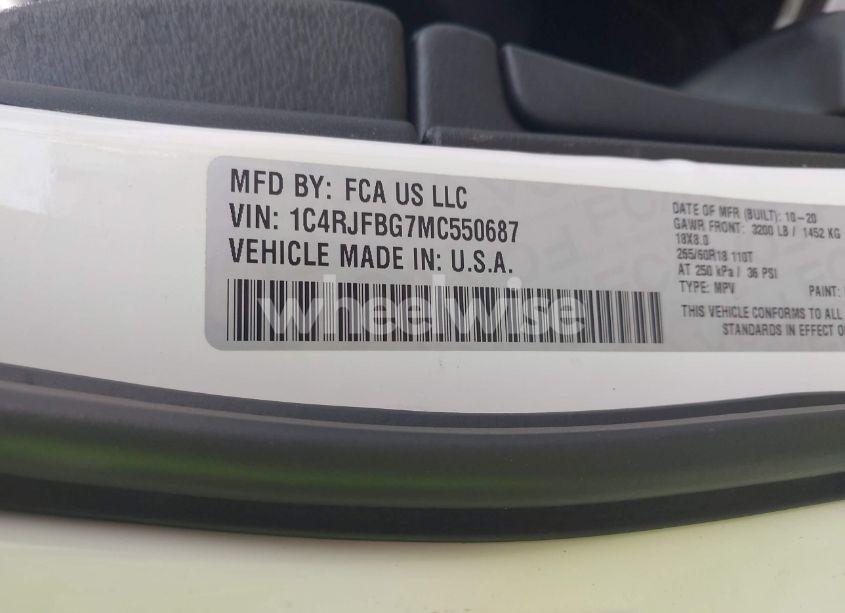 MFD BY: FCA US LLC
VIN: 1C4RJFBG7MC550687
VEHICLE MADE IN: U.S.A.
wheelwise
DATE OF MFR (BUILT): 10-20
GAWR FRONT: 3200 LB / 1452 KG
18X8.0
265/60R18 110T
AT 250 kPa / 36 PSI
TYPE: MPV PAINT:
THIS VEHICLE CONFORMS TO ALL
STANDARDS IN EFFECT